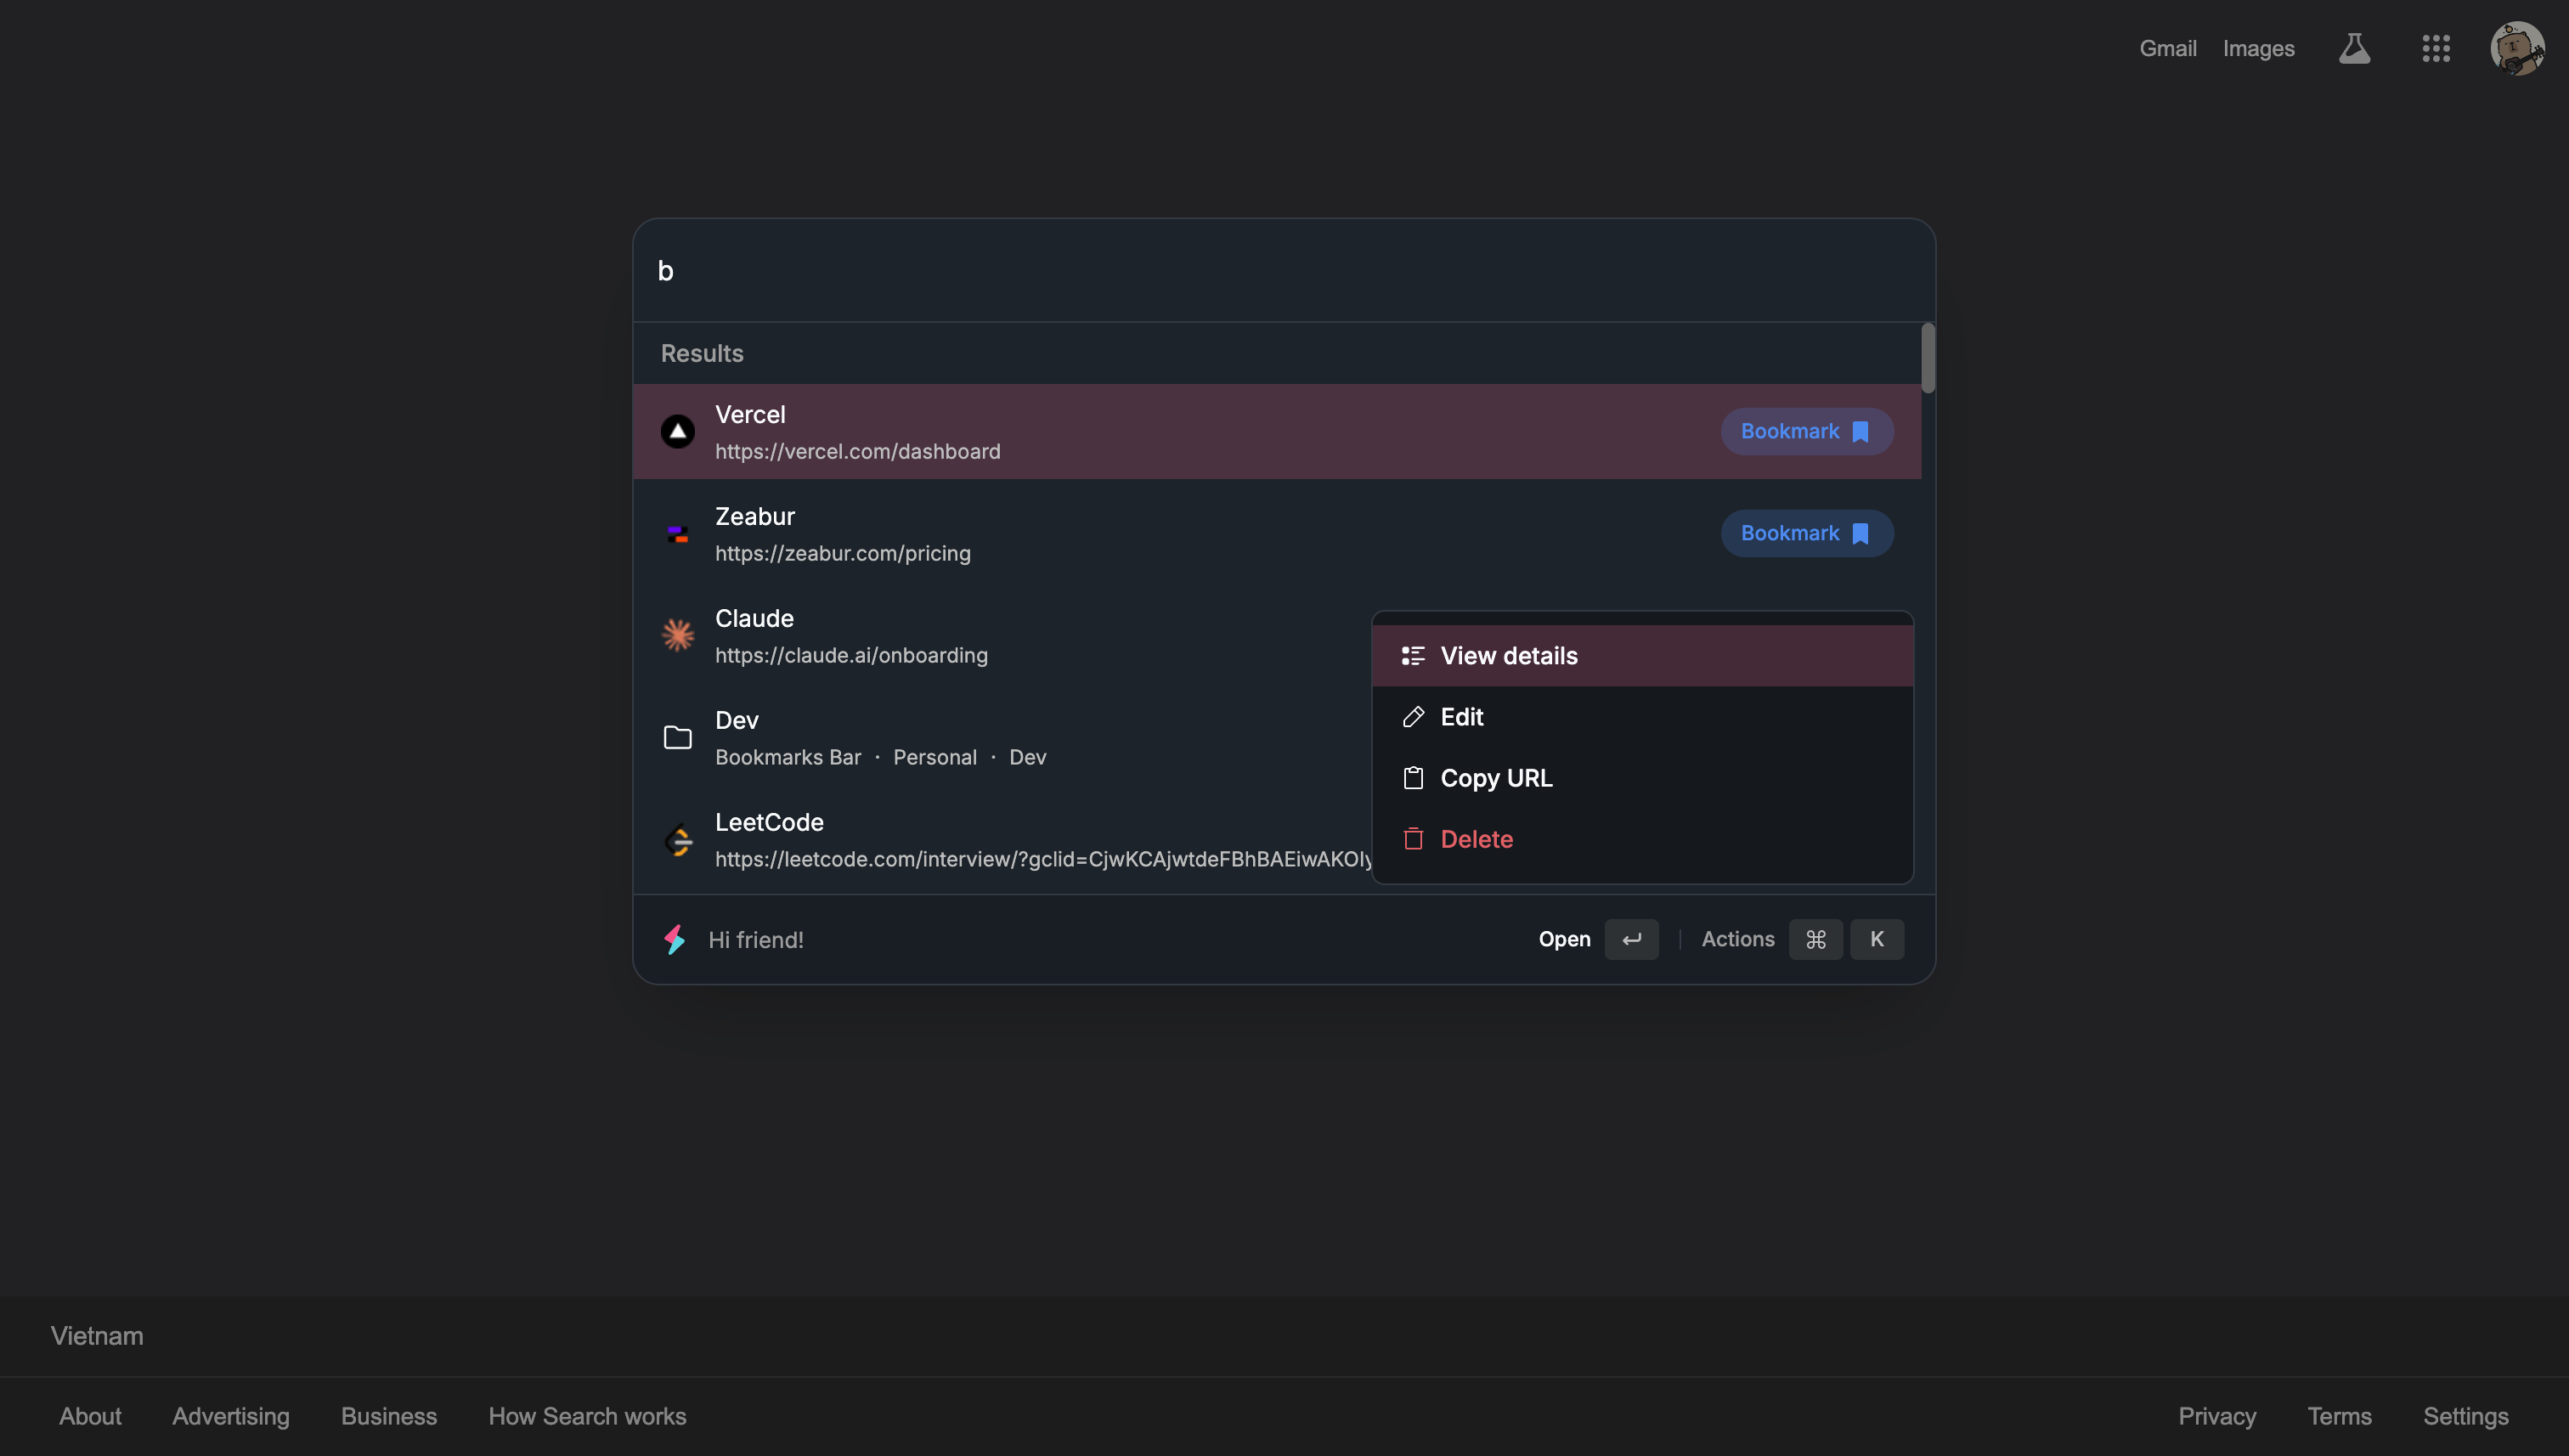 Gmail Images
b
Results
Vercel
https://vercel.com/dashboard
Bookmark
Zeabur
https://zeabur.com/pricing
Bookmark
Claude
https://claude.ai/onboarding
Dev
Bookmarks Bar · Personal · Dev
LeetCode
https://leetcode.com/interview/?gclid=CjwKCAjwtdeFBhBAEiwAKOly
View details
Edit
Copy URL
Delete
Hi friend!
Open ↵ Actions ⌘ K
Vietnam
About Advertising Business How Search works Privacy Terms Settings